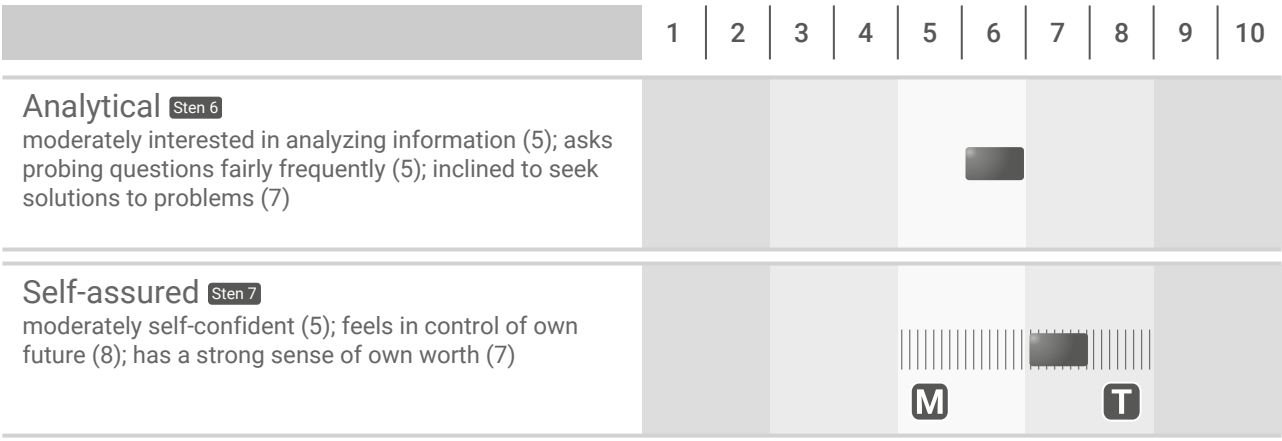 1 2 3 4 5 6 7 8 9 10
Analytical Sten 6
moderately interested in analyzing information (5); asks
probing questions fairly frequently (5); inclined to seek
solutions to problems (7)
Self-assured Sten 7
moderately self-confident (5); feels in control of own
future (8); has a strong sense of own worth (7)
M T